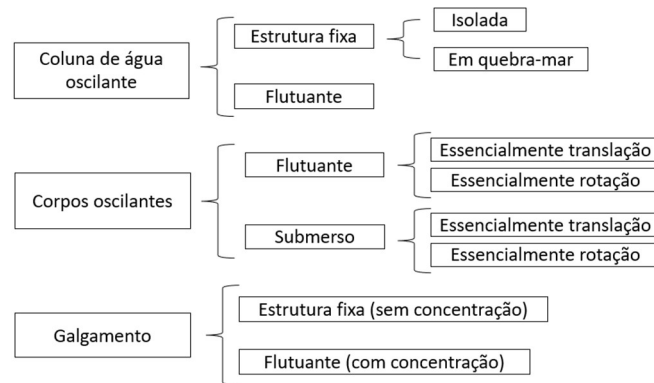 Coluna de água
oscilante
Estrutura fixa
Isolada
Em quebra-mar
Flutuante
Corpos oscilantes
Flutuante
Essencialmente translação
Essencialmente rotação
Submerso
Essencialmente translação
Essencialmente rotação
Galgamento
Estrutura fixa (sem concentração)
Flutuante (com concentração)